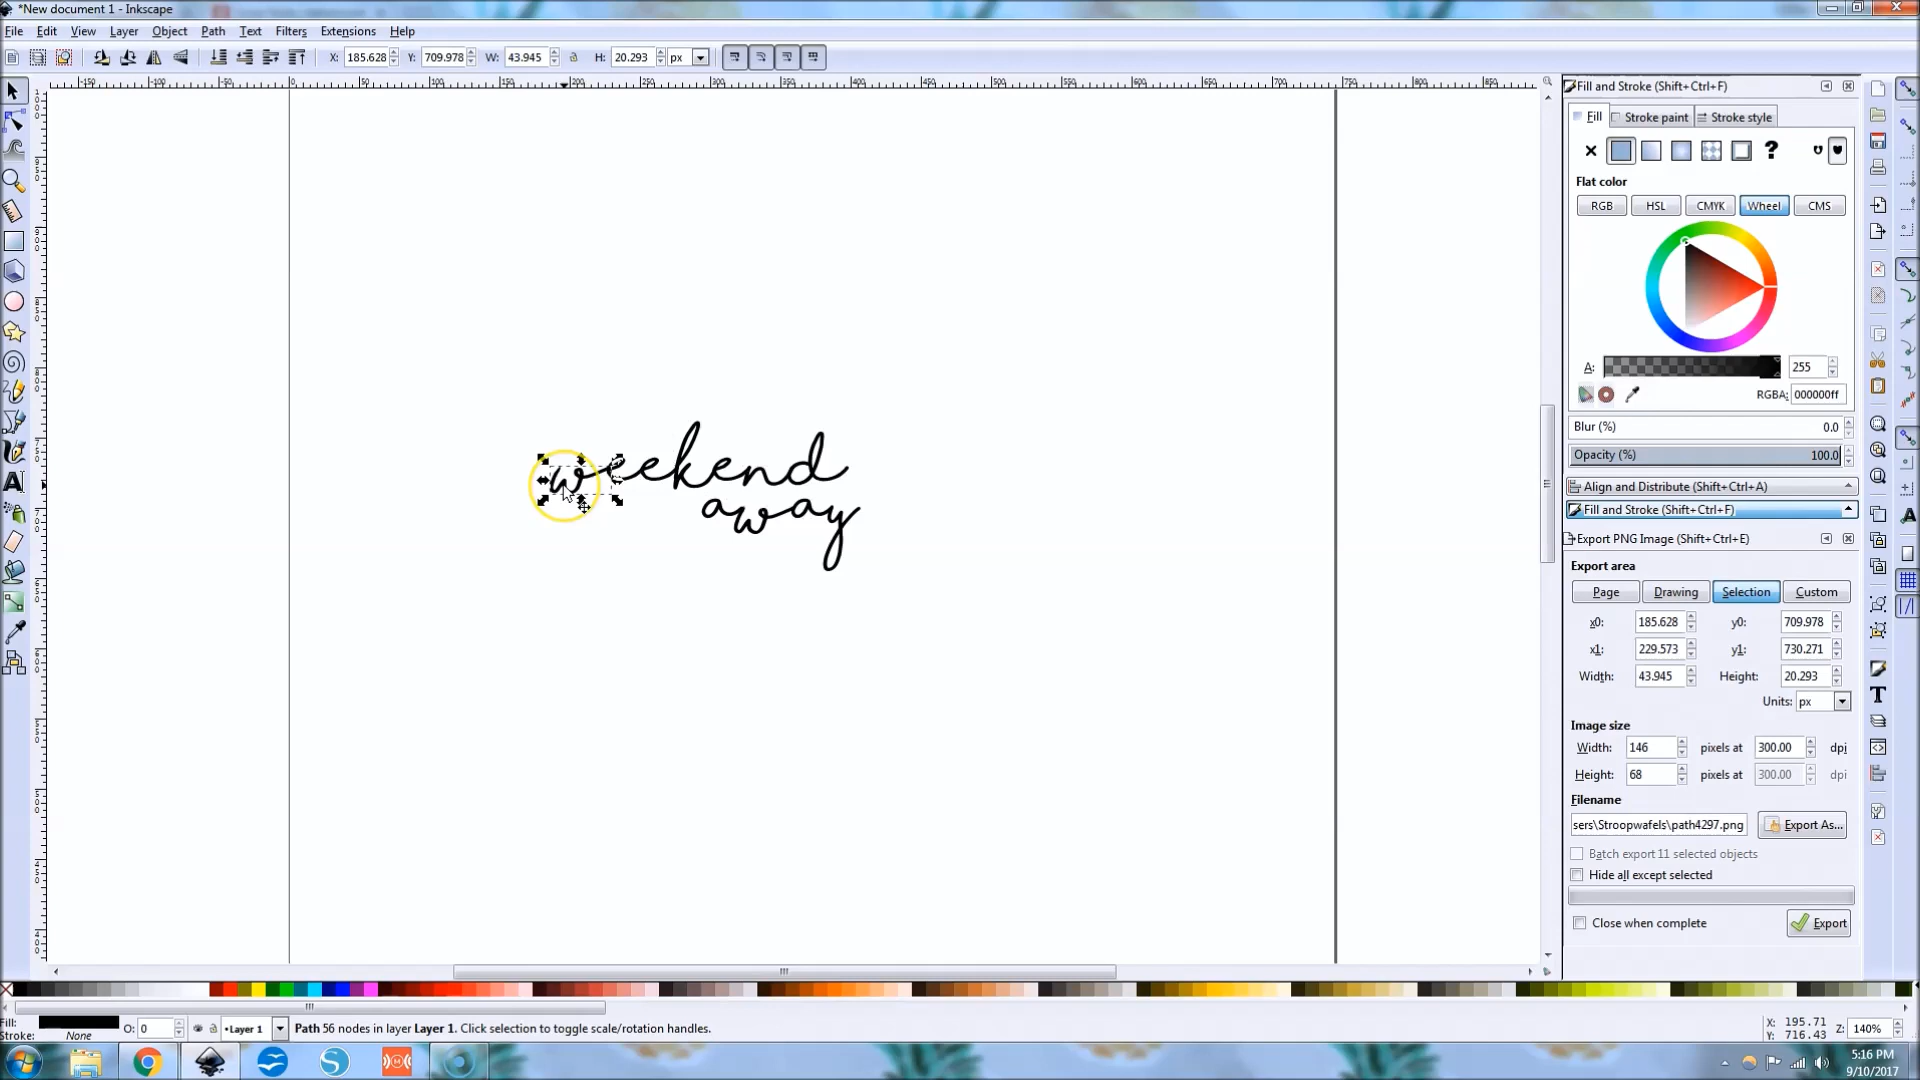 *New document 1 - Inkscape
File Edit View Layer Object Path Text Filters Extensions Help
X: 185.628 Y: 709.978 W: 43.945 H: 20.293 px
Fill and Stroke (Shift+Ctrl+F)
Fill Stroke paint Stroke style
Flat color
RGB HSL CMYK Wheel CMS
A: 255
RGBA: 000000ff
Blur (%) 0.0
Opacity (%) 100.0
Align and Distribute (Shift+Ctrl+A)
Fill and Stroke (Shift+Ctrl+F)
Export PNG Image (Shift+Ctrl+E)
Export area
Page Drawing Selection Custom
x0: 185.628 y0: 709.978
x1: 229.573 y1: 730.271
Width: 43.945 Height: 20.293
Units: px
Image size
Width: 146 pixels at 300.00 dpi
Height: 68 pixels at 300.00 dpi
Filename
sers\Stroopwafels\path4297.png Export As...
Batch export 11 selected objects
Hide all except selected
Close when complete Export
weekend
away
Fill: O: 0 Layer 1 Path 56 nodes in layer Layer 1. Click selection to toggle scale/rotation handles.
Stroke: None
X: 195.71
Y: 716.43
Z: 140%
5:16 PM
9/10/2017